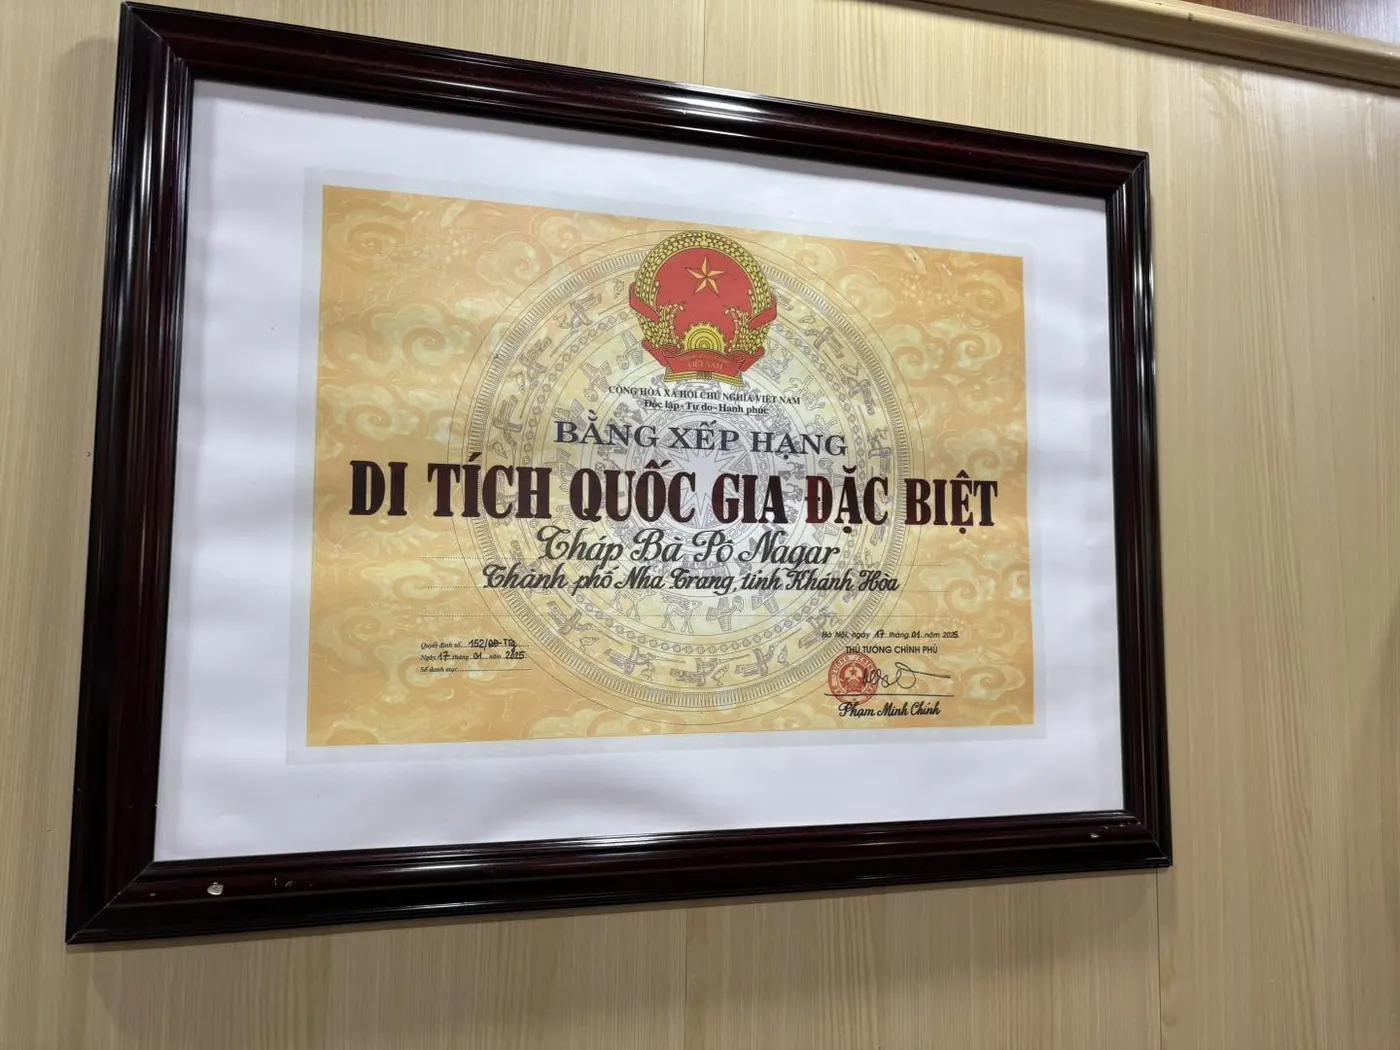 VIỆT NAM
CỘNG HÒA XÃ HỘI CHỦ NGHĨA VIỆT NAM
Độc lập - Tự do - Hạnh phúc
BẰNG XẾP HẠNG
DI TÍCH QUỐC GIA ĐẶC BIỆT
Tháp Bà Pô Nagar
Thành phố Nha Trang, tỉnh Khánh Hòa
Quyết định số 152/QĐ-TTg
Ngày 17 tháng 01 năm 2025
Số danh mục
Hà Nội, ngày 17 tháng 01 năm 2025
THỦ TƯỚNG CHÍNH PHỦ
Phạm Minh Chính